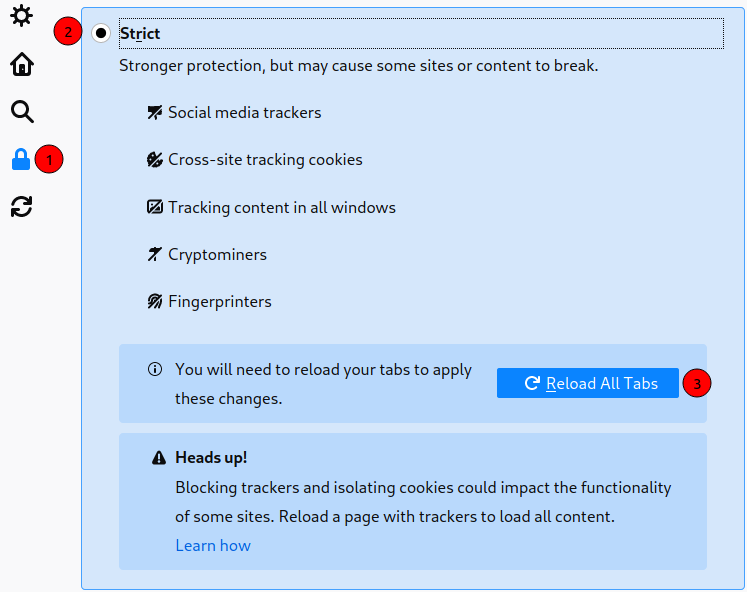 2
Strict
Stronger protection, but may cause some sites or content to break.
Social media trackers
1
Cross-site tracking cookies
Tracking content in all windows
Cryptominers
Fingerprinters
You will need to reload your tabs to apply
these changes.
Reload All Tabs
3
Heads up!
Blocking trackers and isolating cookies could impact the functionality
of some sites. Reload a page with trackers to load all content.
Learn how